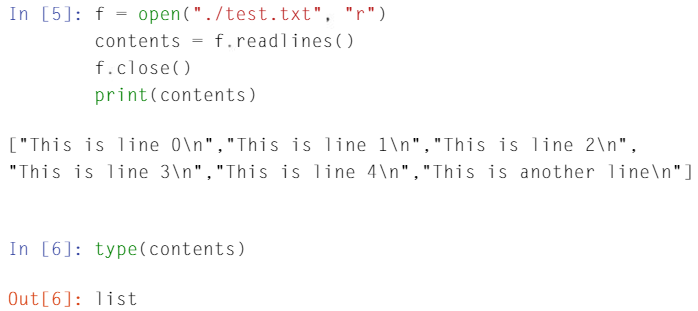 In [5]: f = open("./test.txt", "r")
contents = f.readlines()
f.close()
print(contents)
["This is line 0\n","This is line 1\n","This is line 2\n",
"This is line 3\n","This is line 4\n","This is another line\n"]
In [6]: type(contents)
Out[6]: list